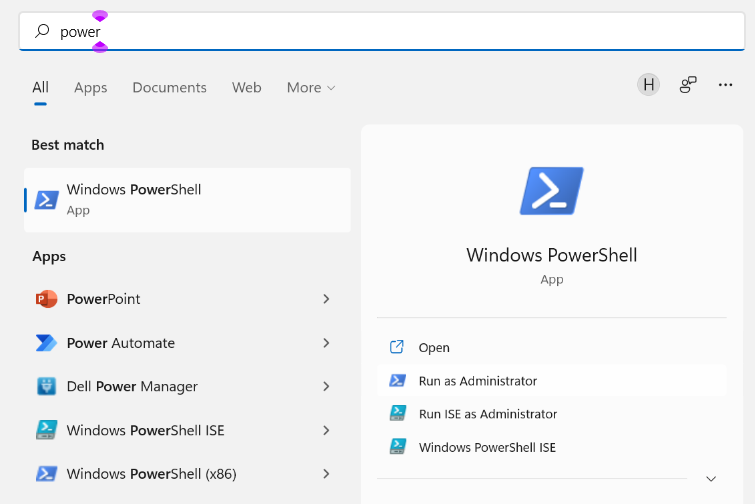 power
All Apps Documents Web More
H
Best match
Windows PowerShell
App
Apps
PowerPoint
Power Automate
Dell Power Manager
Windows PowerShell ISE
Windows PowerShell (x86)
Windows PowerShell
App
Open
Run as Administrator
Run ISE as Administrator
Windows PowerShell ISE